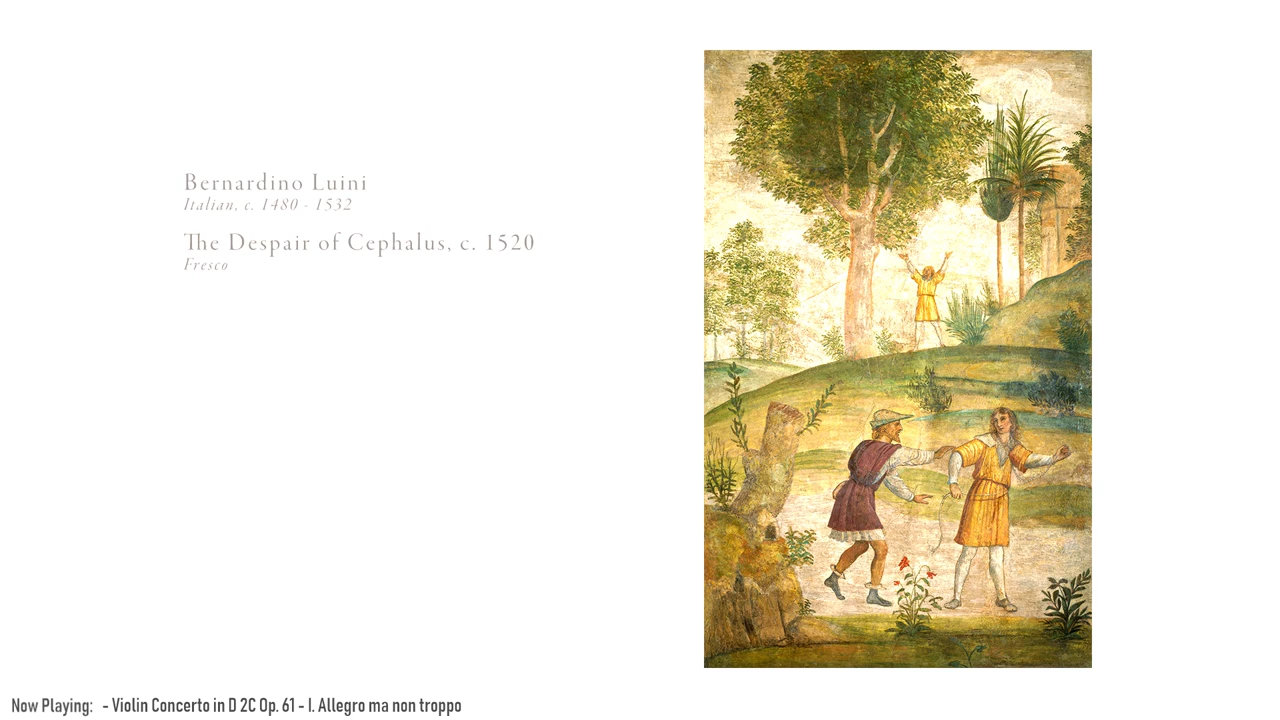 Bernardino Luini
Italian, c. 1480 - 1532
The Despair of Cephalus, c. 1520
Fresco
Now Playing: - Violin Concerto in D 2C Op. 61 - I. Allegro ma non troppo